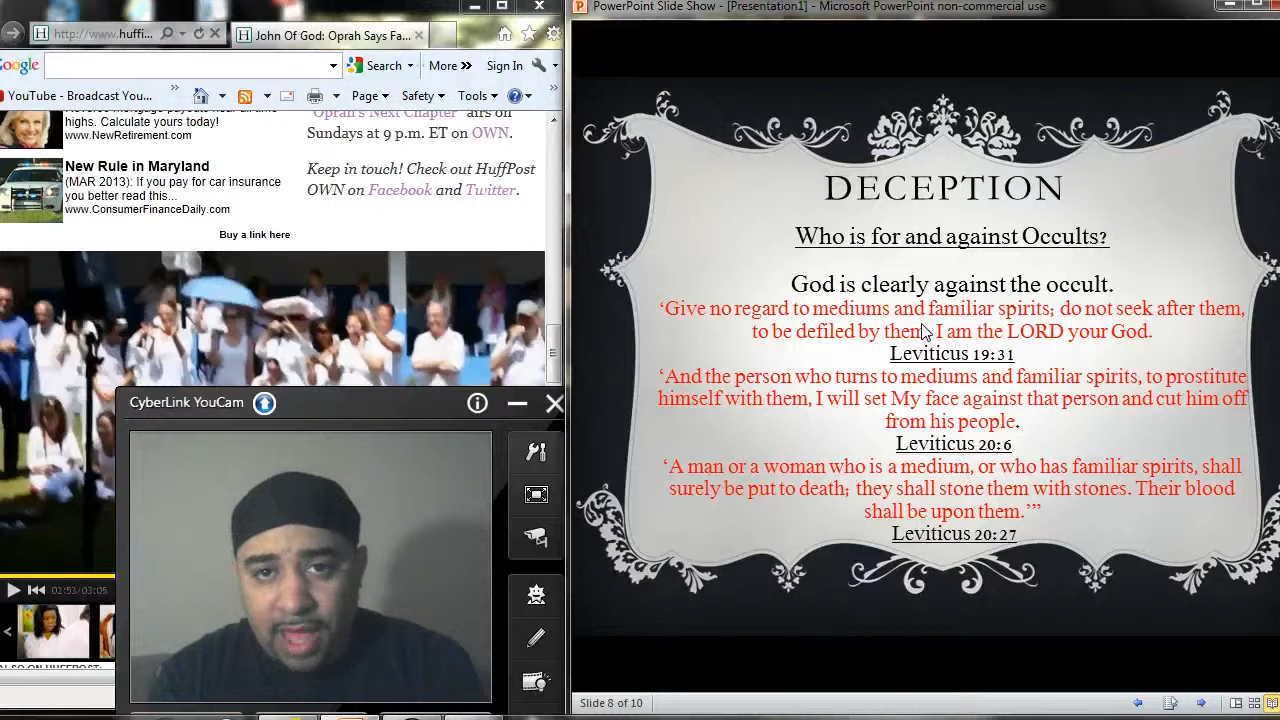 http://www.huffi...
John Of God: Oprah Says Fa...
Google
Search
More »
Sign In
YouTube - Broadcast You...
»
Page
Safety
Tools
»
highs. Calculate yours today!
www.NewRetirement.com
New Rule in Maryland
(MAR 2013): If you pay for car insurance
you better read this...
www.ConsumerFinanceDaily.com
Buy a link here
"Oprah's Next Chapter" airs on
Sundays at 9 p.m. ET on OWN.
Keep in touch! Check out HuffPost
OWN on Facebook and Twitter.
CyberLink YouCam
02:53/03:05
ALSO ON HUFFPOST:
PowerPoint Slide Show - [Presentation1] - Microsoft PowerPoint non-commercial use
DECEPTION
Who is for and against Occults?
God is clearly against the occult.
‘Give no regard to mediums and familiar spirits; do not seek after them,
to be defiled by them: I am the LORD your God.
Leviticus 19:31
‘And the person who turns to mediums and familiar spirits, to prostitute
himself with them, I will set My face against that person and cut him off
from his people.
Leviticus 20:6
‘A man or a woman who is a medium, or who has familiar spirits, shall
surely be put to death; they shall stone them with stones. Their blood
shall be upon them.’”
Leviticus 20:27
Slide 8 of 10